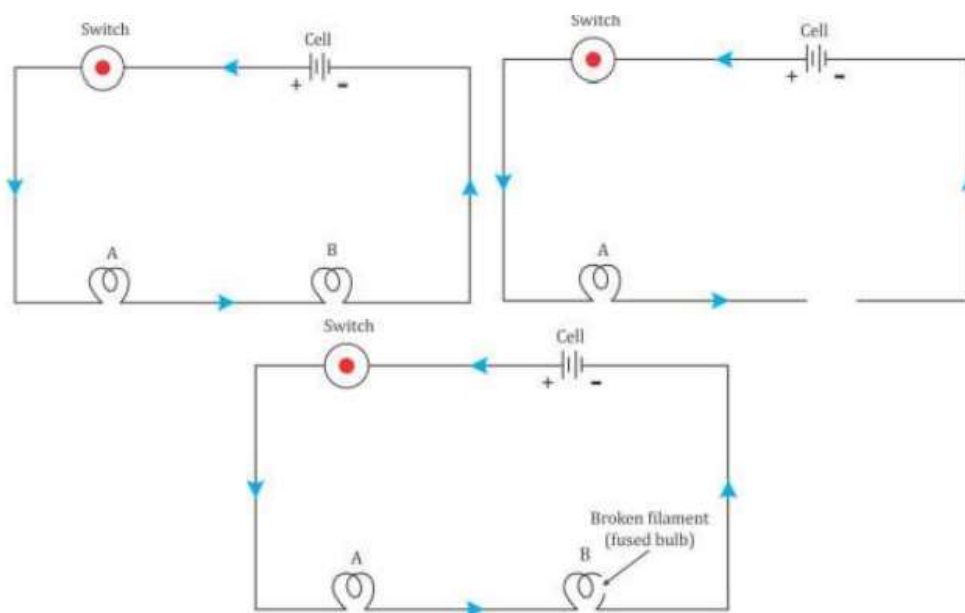 Switch
Cell
+ -
A
B
Switch
Cell
+ -
A
Switch
Cell
+ -
Broken filament
(fused bulb)
A
B